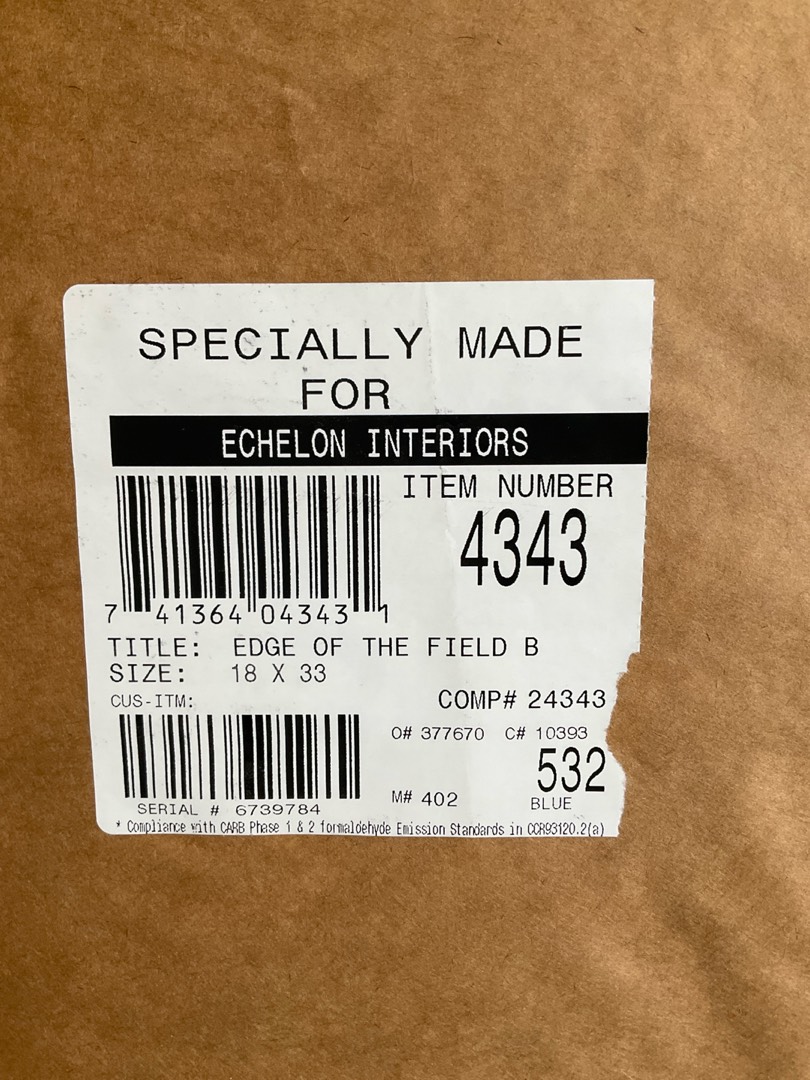 SPECIALLY MADE
FOR
ECHELON INTERIORS
ITEM NUMBER
4343
7 41364 04343 1
TITLE: EDGE OF THE FIELD B
SIZE: 18 X 33
CUS-ITM: COMP# 24343
O# 377670 C# 10393
532
M# 402 BLUE
SERIAL # 6739784
* Compliance with CARB Phase 1 & 2 formaldehyde Emission Standards in CCR93120.2(a)